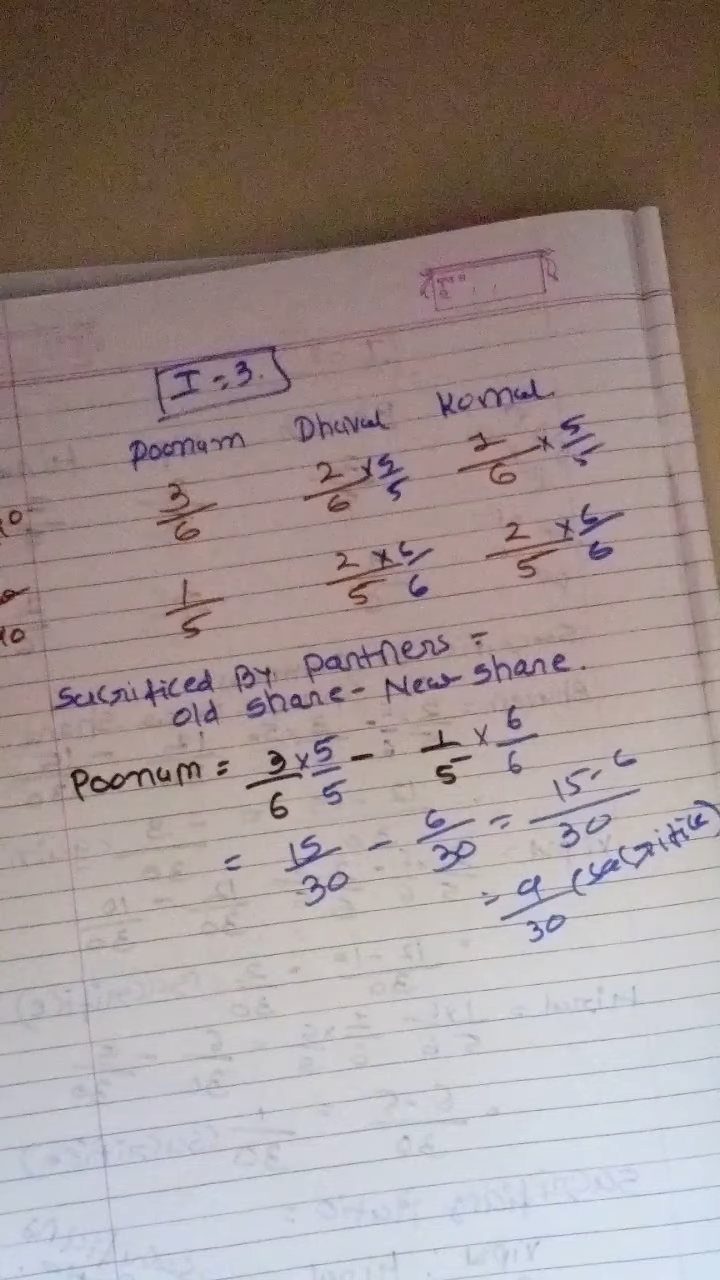 I = 3.
Poonam Dhaval Komal
3/6 2/6 × 5/5 1/6 × 5/5
1/5 2/5 × 6/6 2/5 × 6/6
Sacrificed By partners =
old share - New share.
Poonam = 3/6 × 5/5 - 1/5 × 6/6
= 15/30 - 6/30 = 15-6/30
= 9/30 (sacrifice)